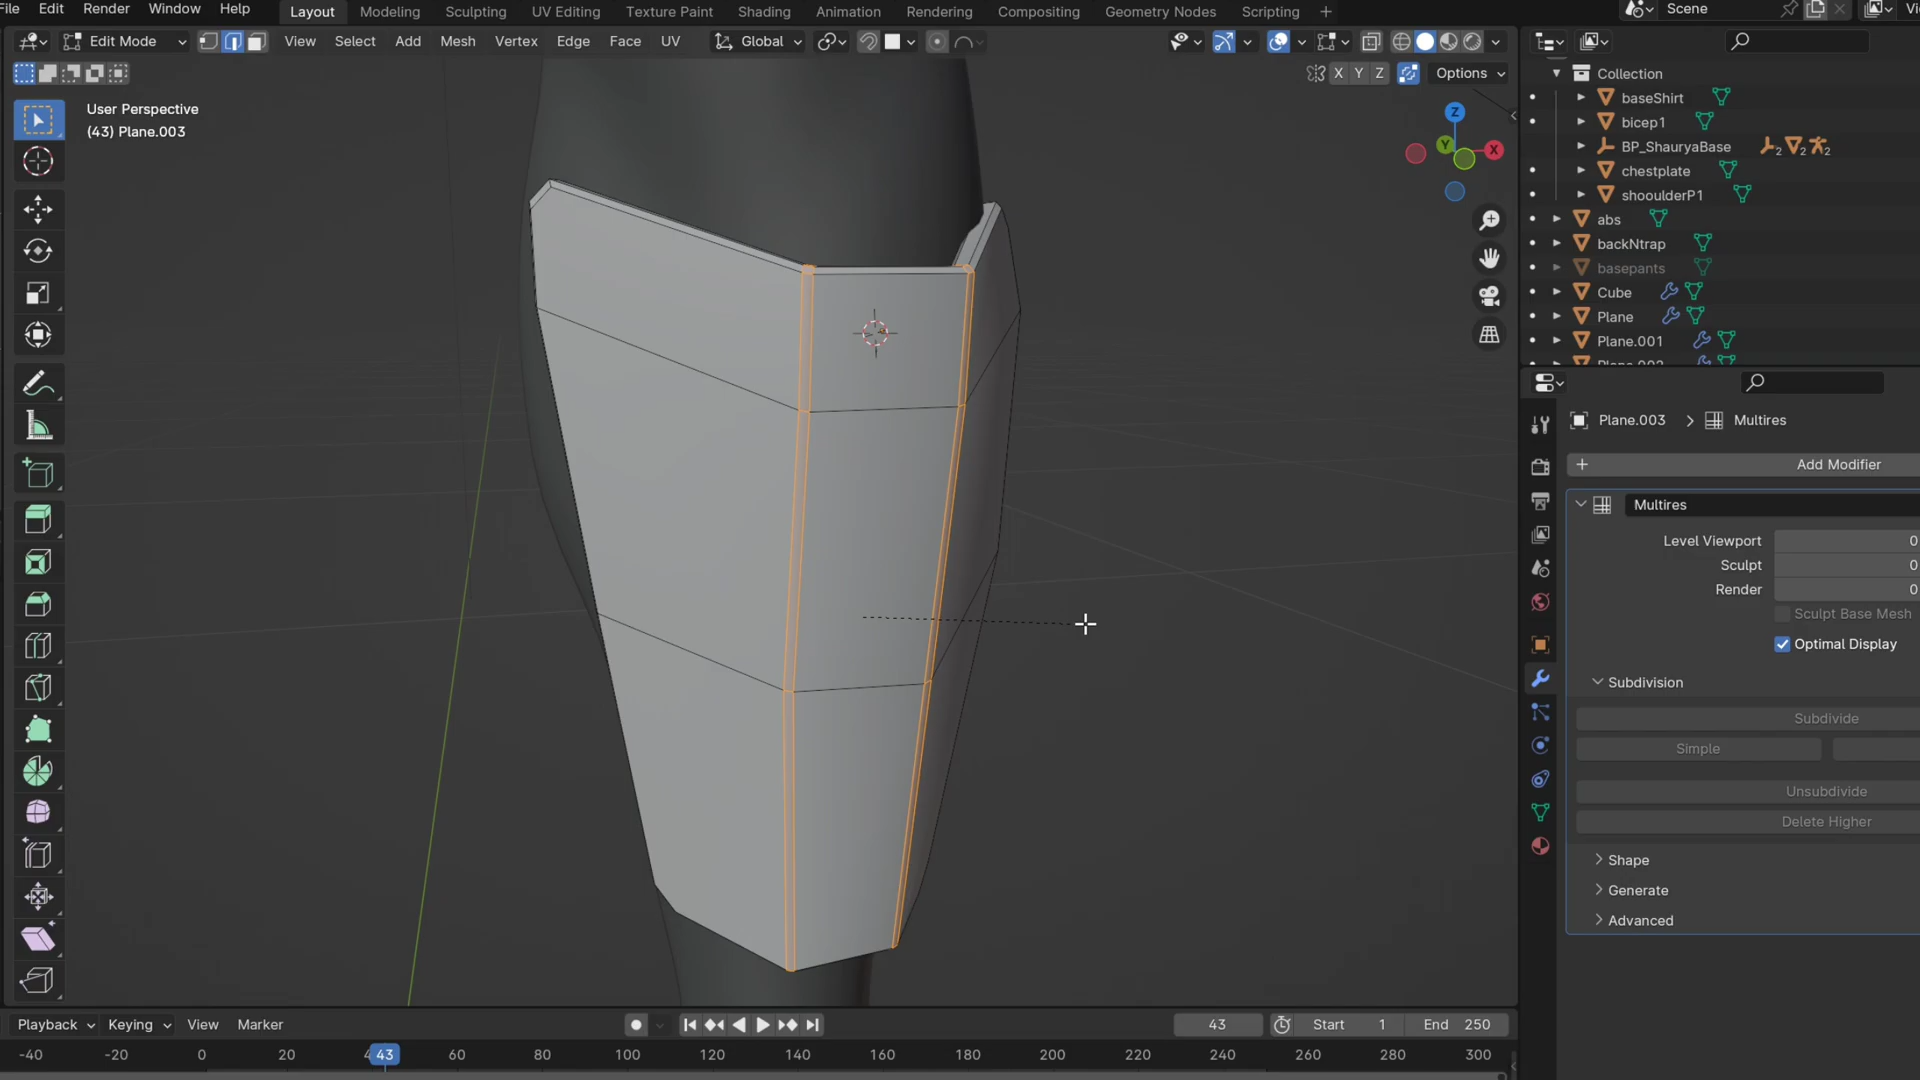 File Edit Render Window Help Layout Modeling Sculpting UV Editing Texture Paint Shading Animation Rendering Compositing Geometry Nodes Scripting + Scene
Edit Mode View Select Add Mesh Vertex Edge Face UV Global
X Y Z Options
User Perspective
(43) Plane.003
Z
Y
X
Collection
baseShirt
bicep1
BP_ShauryaBase 2 2 2
chestplate
shooulderP1
abs
backNtrap
basepants
Cube
Plane
Plane.001
Plane.003 > Multires
+ Add Modifier
Multires
Level Viewport 0
Sculpt 0
Render 0
Sculpt Base Mesh
Optimal Display
Subdivision
Subdivide
Simple
Unsubdivide
Delete Higher
Shape
Generate
Advanced
Playback Keying View Marker 43 Start 1 End 250
-40 -20 0 20 43 60 80 100 120 140 160 180 200 220 240 260 280 300